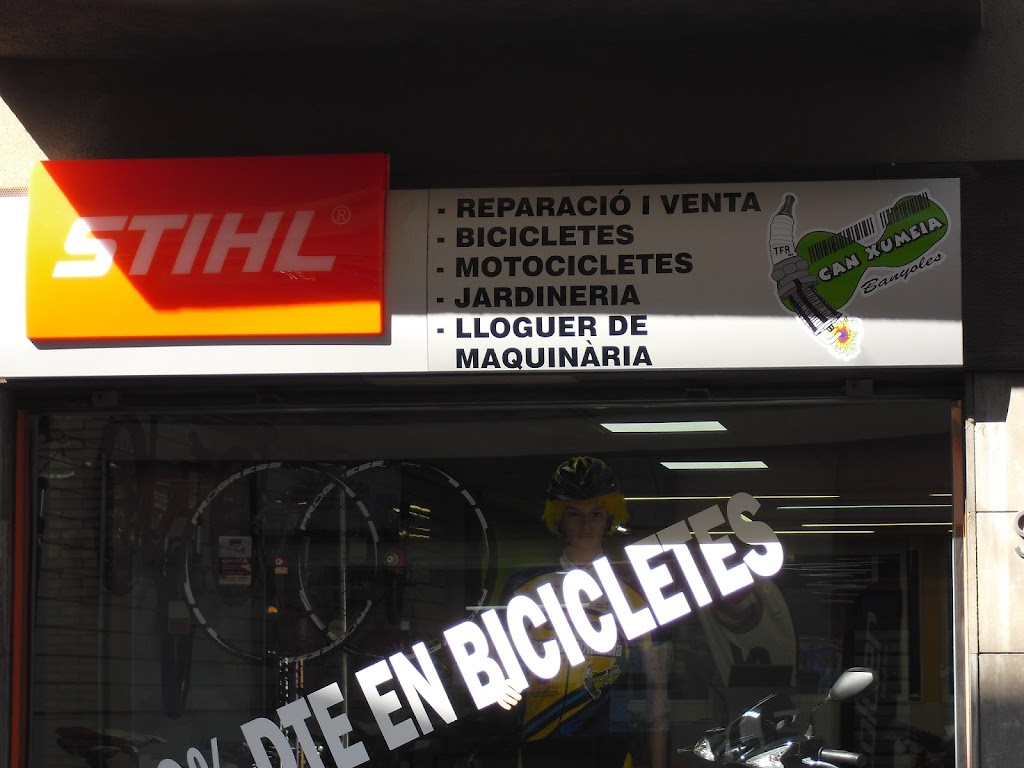 STIHL®
- REPARACIÓ I VENTA
- BICICLETES
- MOTOCICLETES
- JARDINERIA
- LLOGUER DE
MAQUINÀRIA
TFR
CAN XUMEIA
Banyoles
% DTE EN BICICLETES